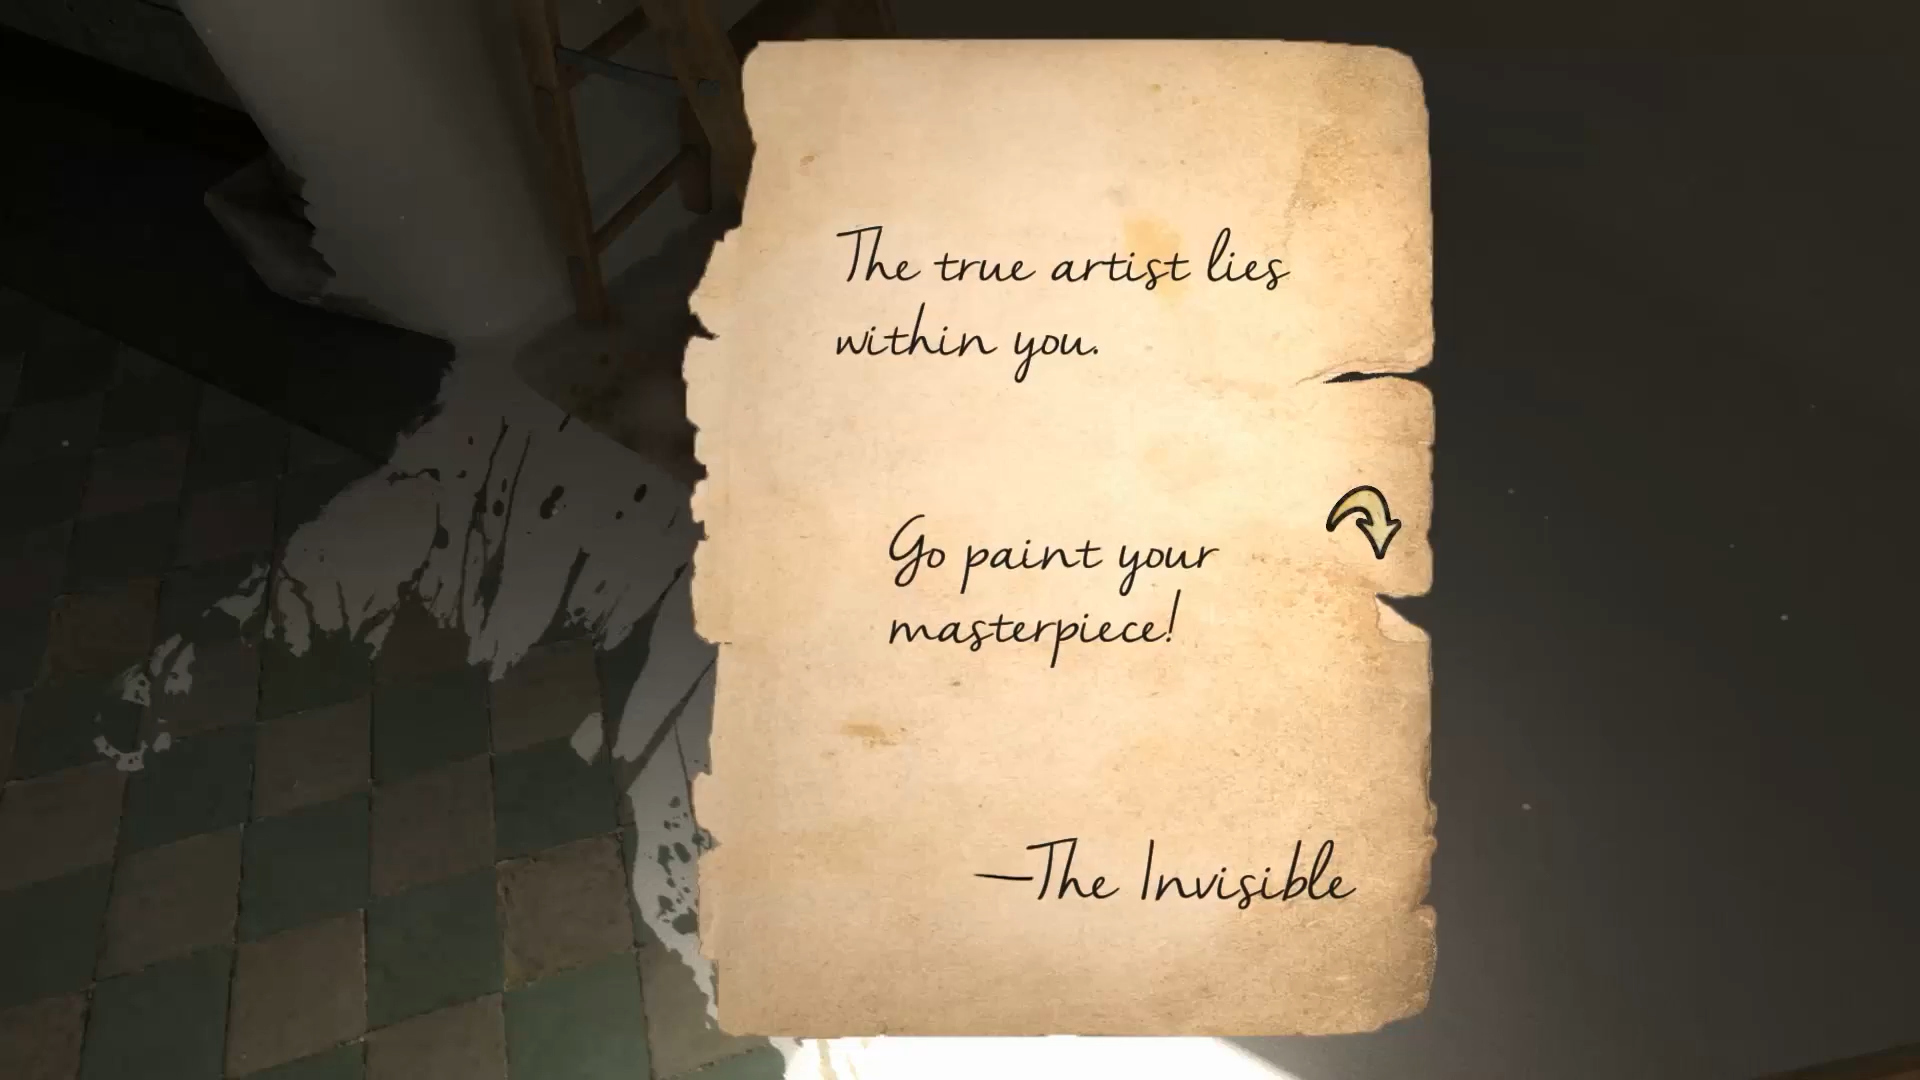 The true artist lies
within you.
Go paint your
masterpiece!
—The Invisible